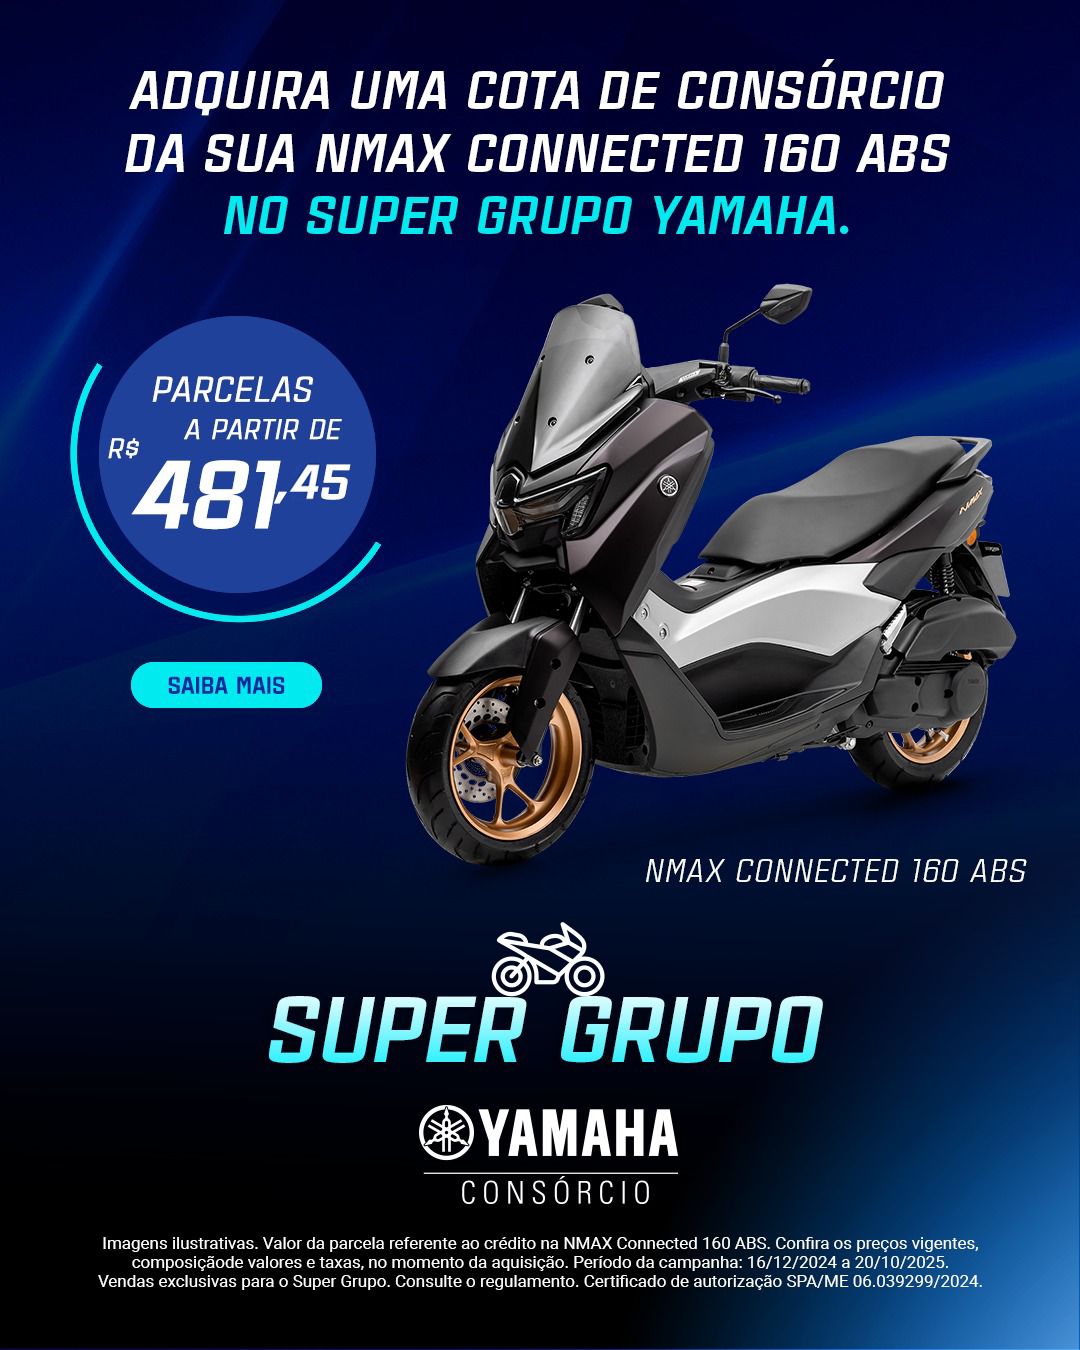 ADQUIRA UMA COTA DE CONSÓRCIO
DA SUA NMAX CONNECTED 160 ABS
NO SUPER GRUPO YAMAHA.
PARCELAS
A PARTIR DE
R$ 481,45
SAIBA MAIS
NMAX
NMAX CONNECTED 160 ABS
SUPER GRUPO
YAMAHA
CONSÓRCIO
Imagens ilustrativas. Valor da parcela referente ao crédito na NMAX Connected 160 ABS. Confira os preços vigentes,
composiçãode valores e taxas, no momento da aquisição. Período da campanha: 16/12/2024 a 20/10/2025.
Vendas exclusivas para o Super Grupo. Consulte o regulamento. Certificado de autorização SPA/ME 06.039299/2024.